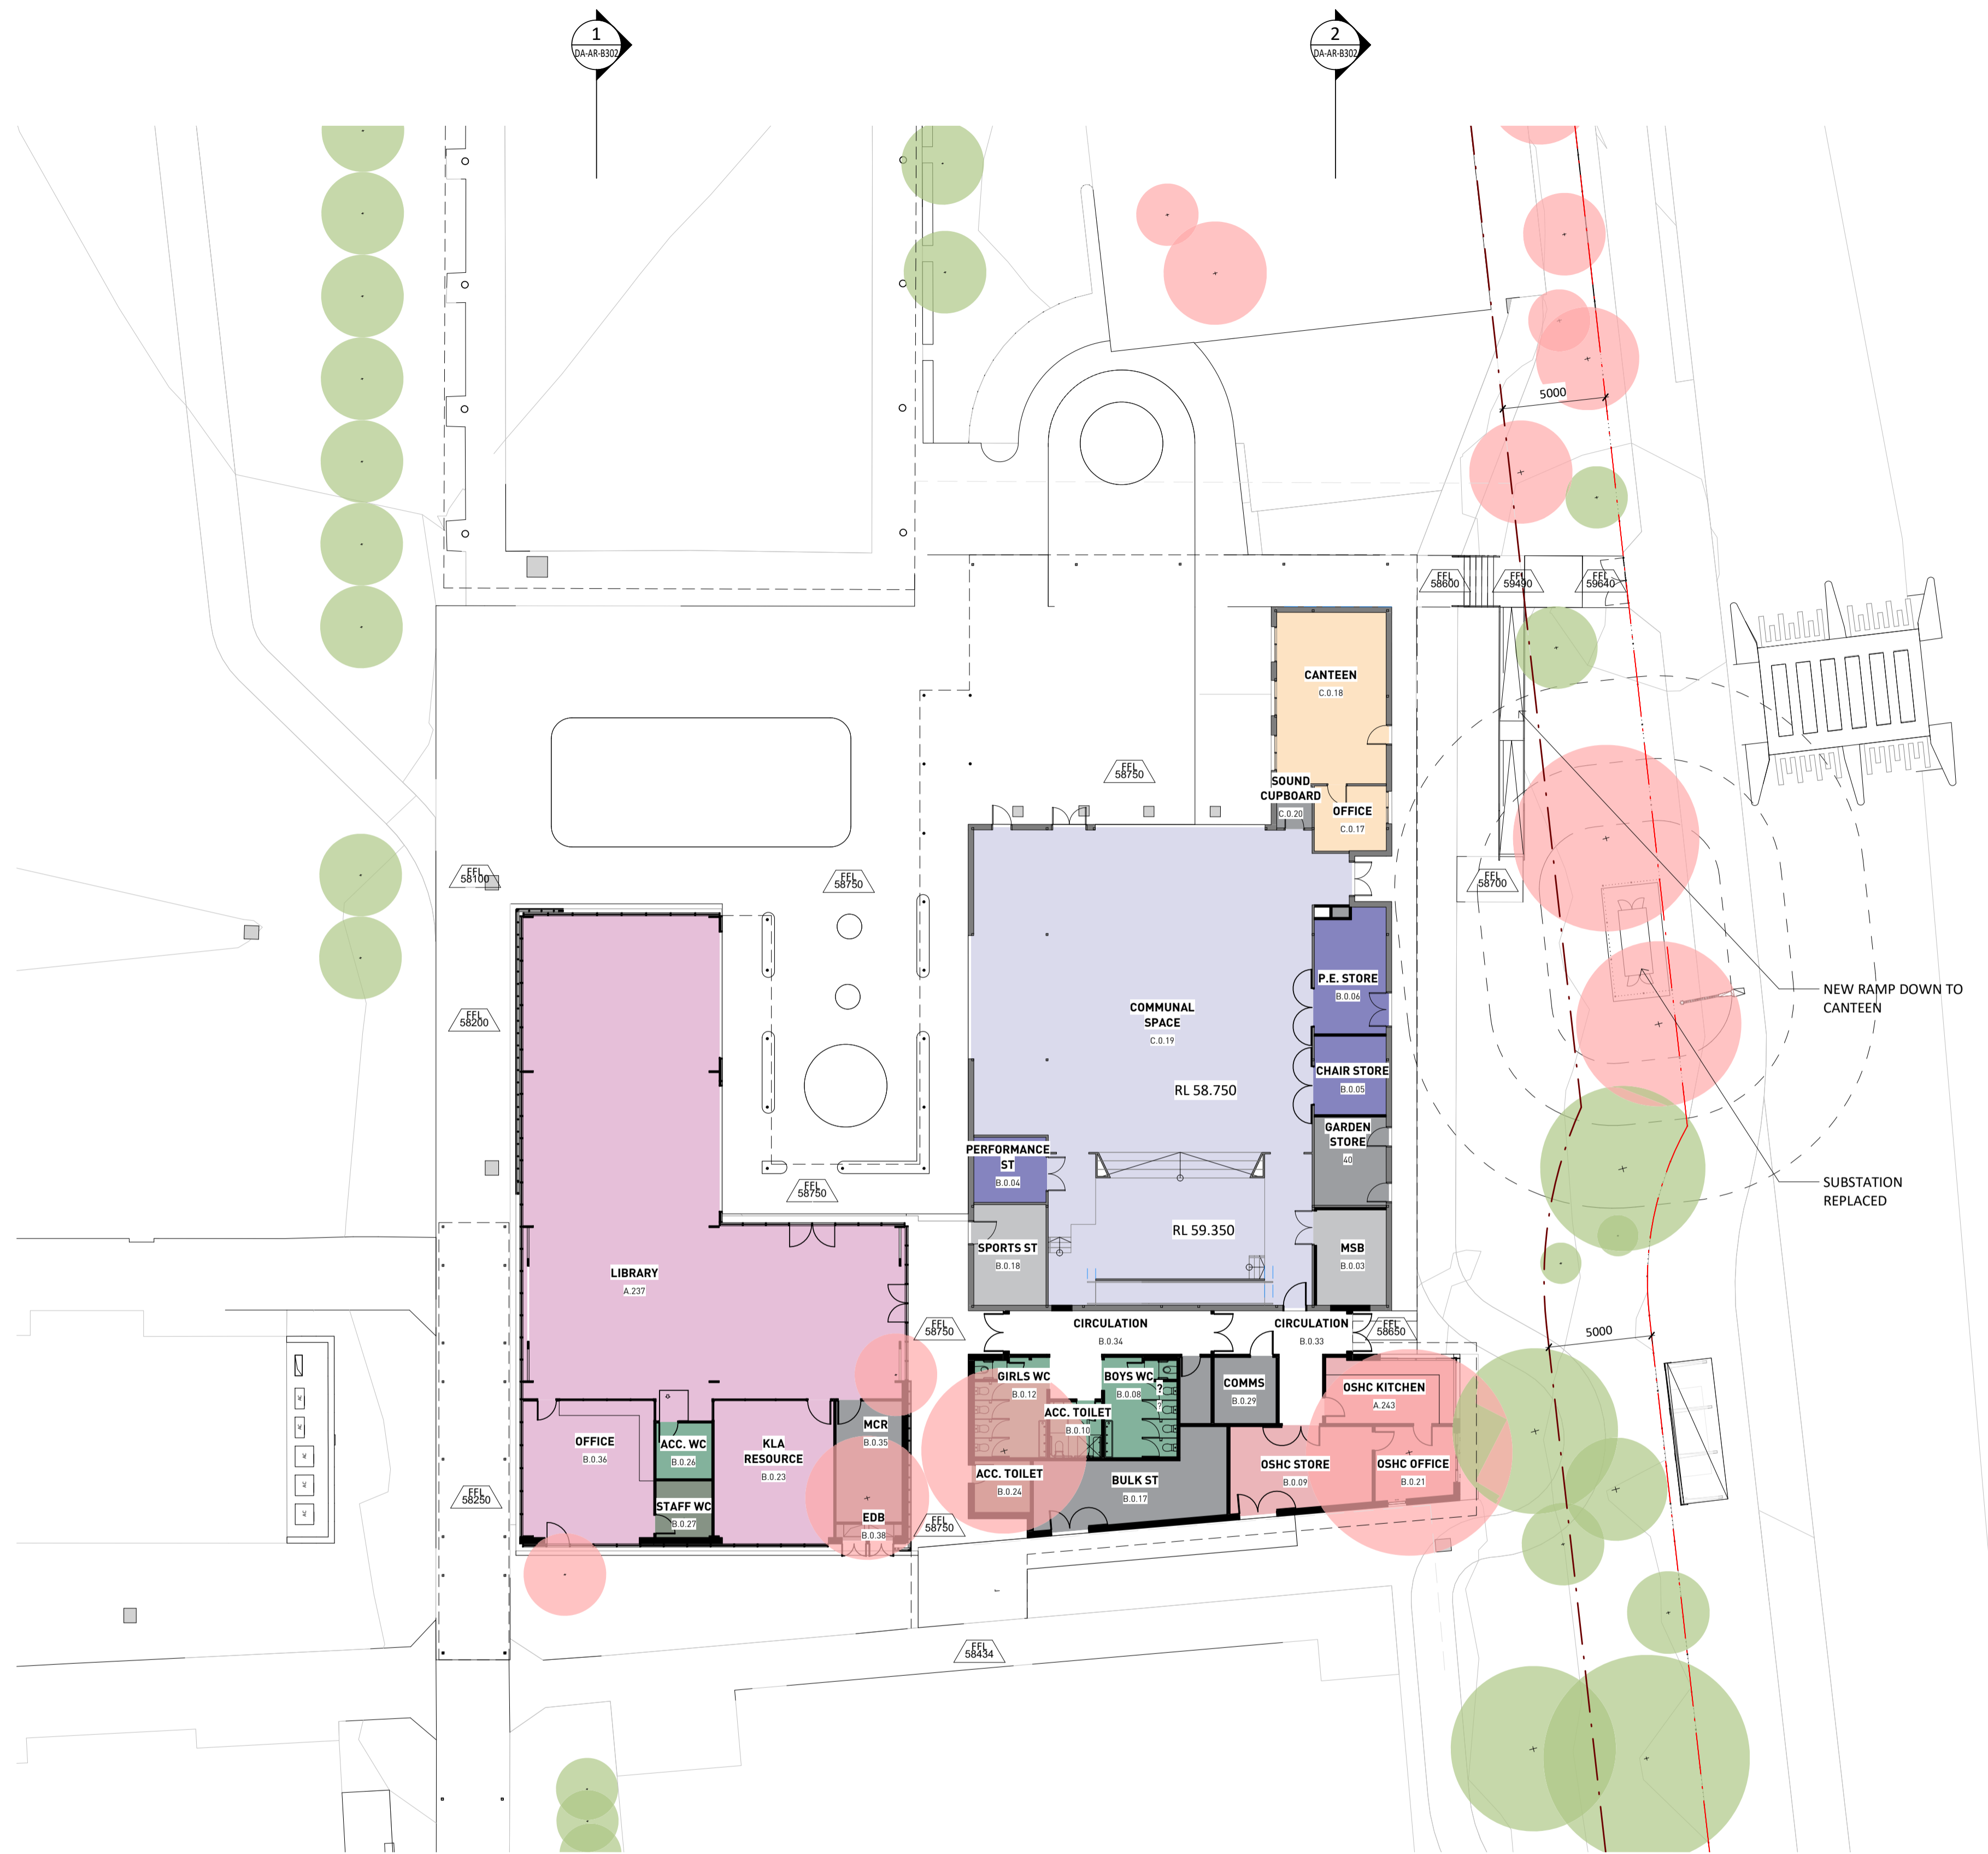 1
DA-AR-B302
2
DA-AR-B302
5000
FFL
58600
FFL
59490
FFL
59640
CANTEEN
C.0.18
FFL
58750
SOUND
CUPBOARD
C.0.20
OFFICE
C.0.17
FFL
58100
FFL
58750
FFL
58700
P.E. STORE
B.0.06
NEW RAMP DOWN TO
CANTEEN
COMMUNAL
SPACE
C.0.19
FFL
58200
CHAIR STORE
B.0.05
RL 58.750
GARDEN
STORE
40
PERFORMANCE
ST
B.0.04
FFL
58750
SUBSTATION
REPLACED
RL 59.350
SPORTS ST
B.0.18
MSB
B.0.03
LIBRARY
A.237
FFL
58750
CIRCULATION
B.0.34
CIRCULATION
B.0.33
FFL
58650
5000
GIRLS WC
B.0.12
BOYS WC
B.0.08
?
?
COMMS
B.0.29
OSHC KITCHEN
A.243
ACC. TOILET
B.0.10
MCR
B.0.35
OFFICE
B.0.36
ACC. WC
B.0.26
KLA
RESOURCE
B.0.23
ACC. TOILET
B.0.24
BULK ST
B.0.17
OSHC STORE
B.0.09
OSHC OFFICE
B.0.21
AC
AC
AC
AC
AC
FFL
58250
STAFF WC
B.0.27
EDB
B.0.38
FFL
58750
FFL
58434